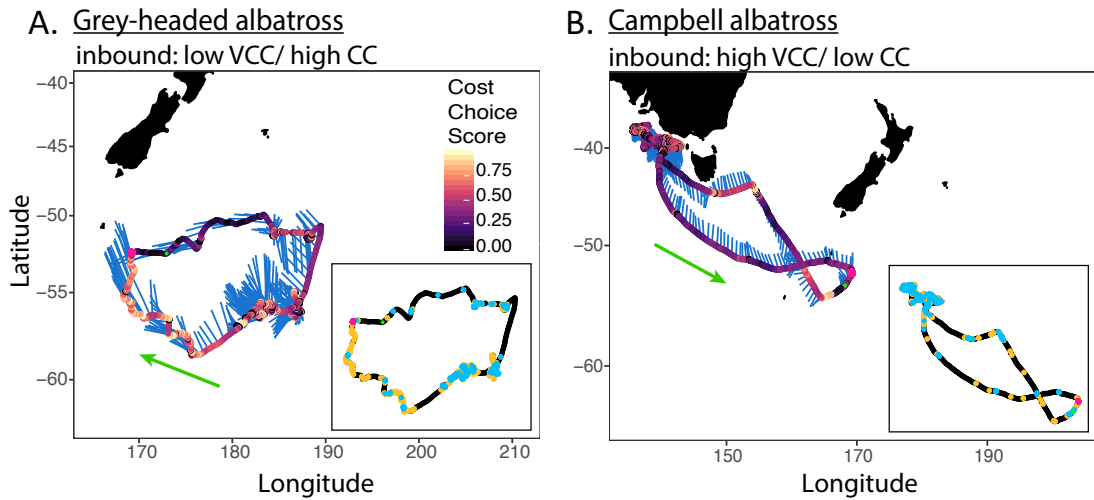 A. Grey-headed albatross
inbound: low VCC/ high CC
Cost
Choice
Score
0.75
0.50
0.25
0.00
Latitude
−40
−45
−50
−55
−60
170
180
190
200
210
Longitude
B. Campbell albatross
inbound: high VCC/ low CC
−40
−50
−60
150
170
190
Longitude